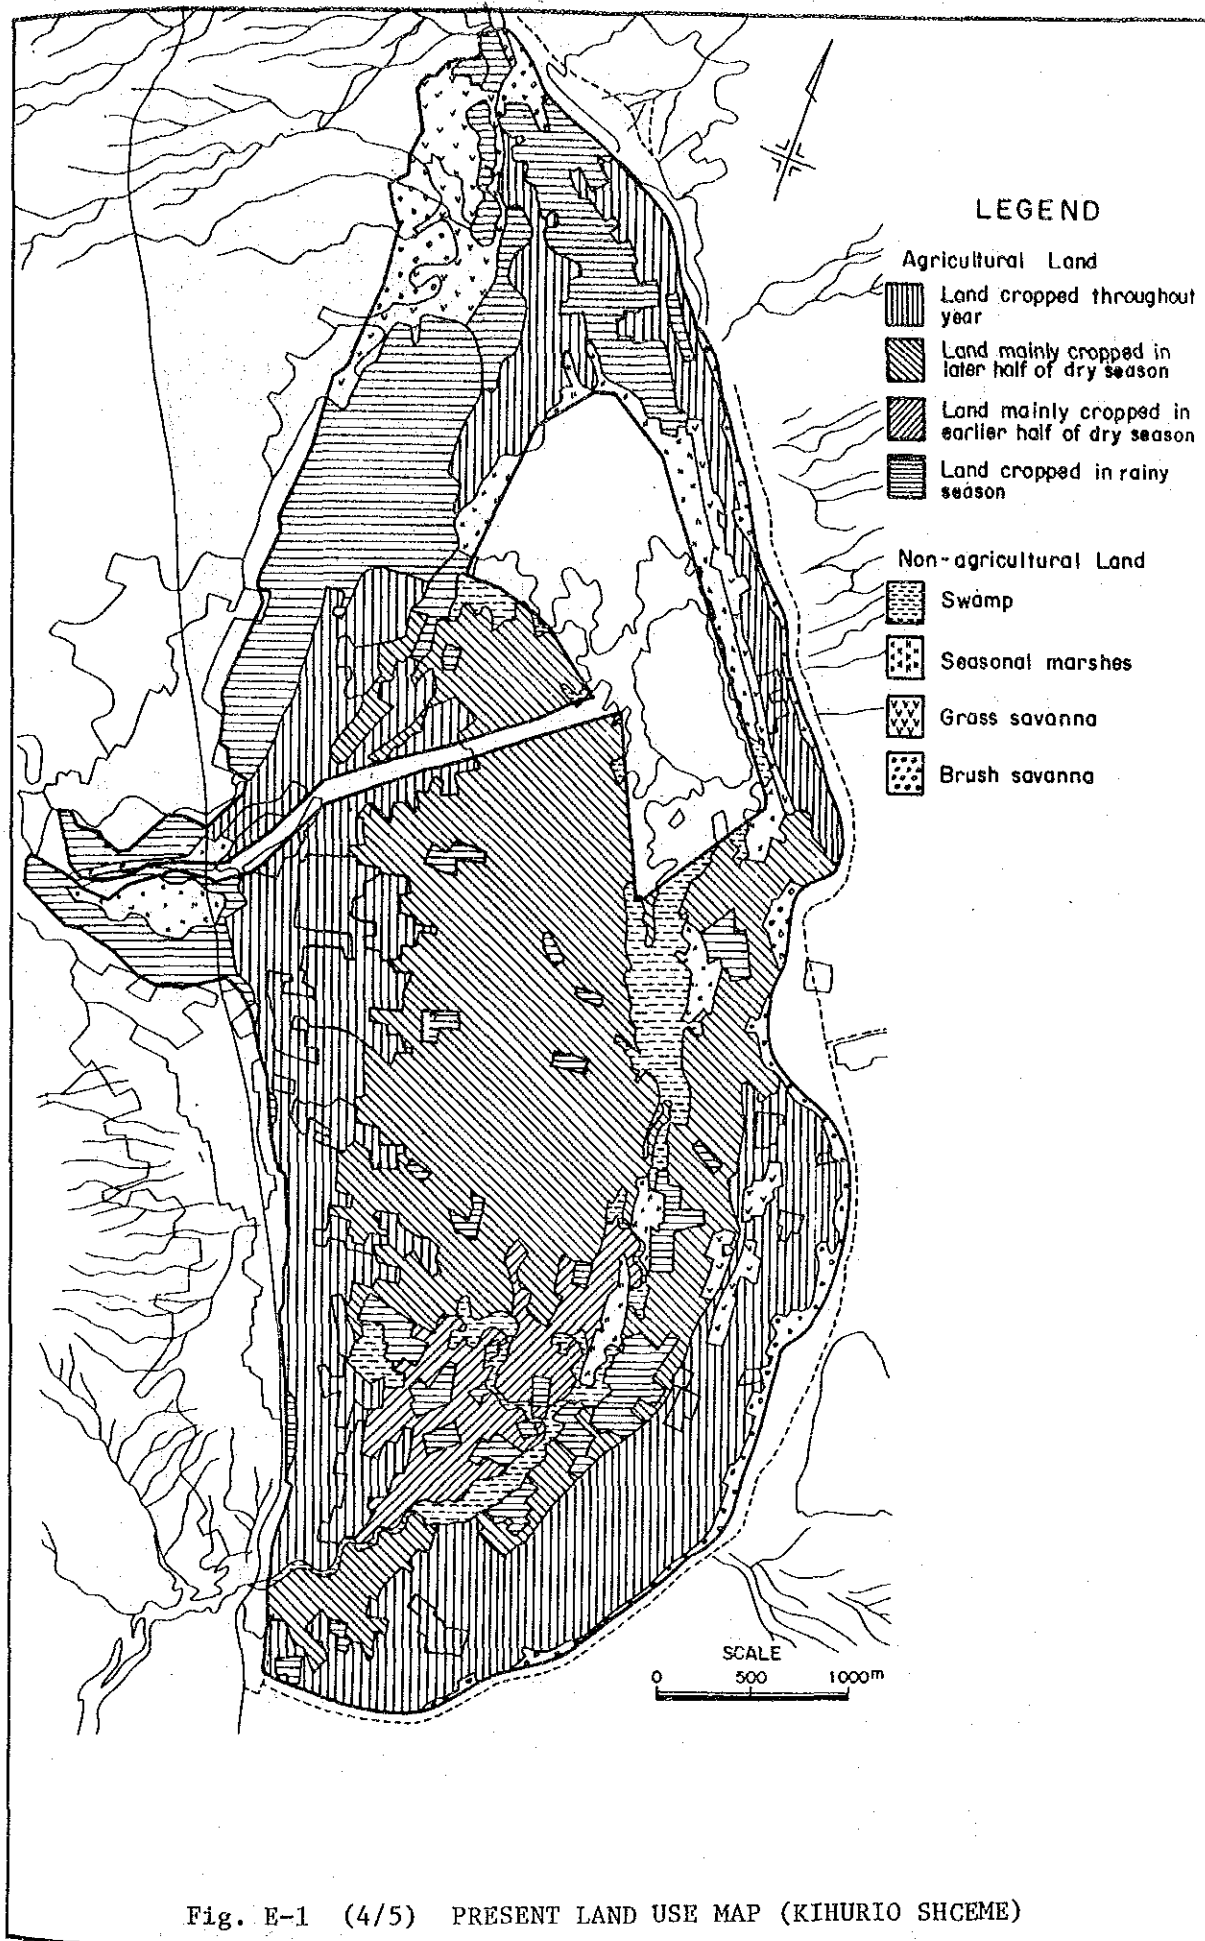 LEGEND
Agricultural Land
Land cropped throughout
year
Land mainly cropped in
later half of dry season
Land mainly cropped in
earlier half of dry season
Land cropped in rainy
season
Non-agricultural Land
Swamp
Seasonal marshes
Grass savanna
Brush savanna
SCALE
0 500 1000m
Fig. E-1 (4/5) PRESENT LAND USE MAP (KIHURIO SHCEME)